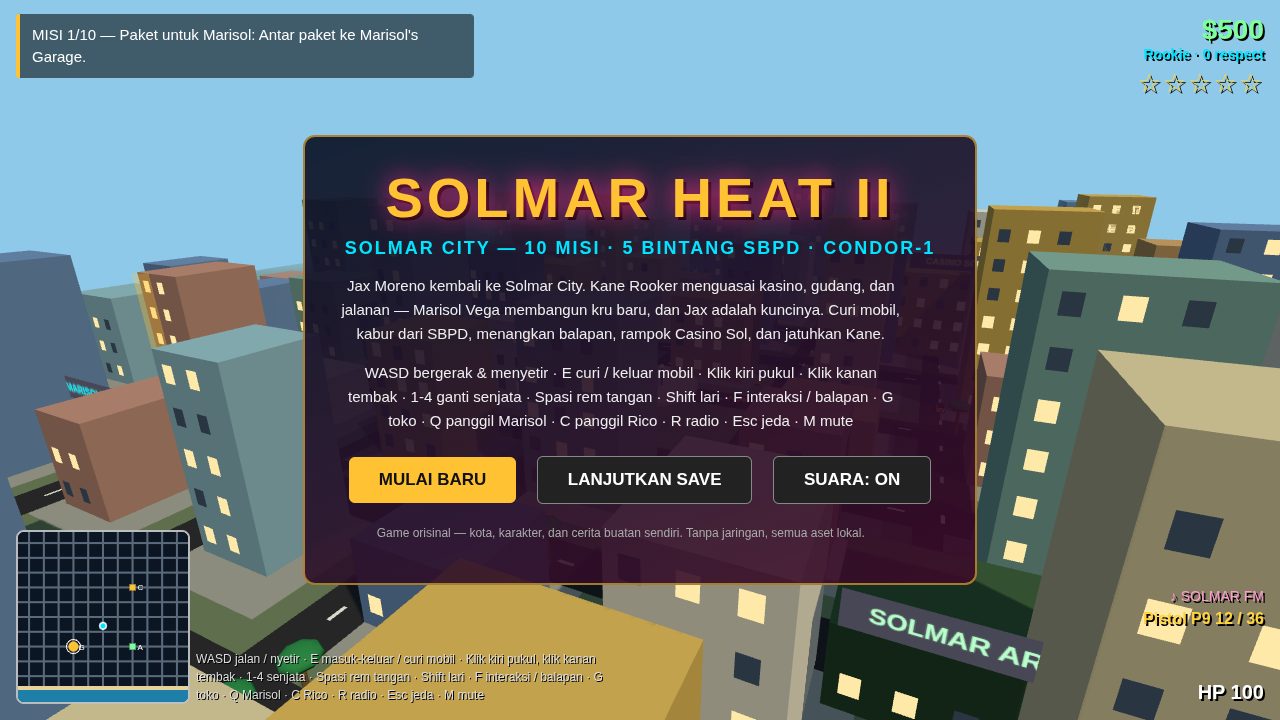 MISI 1/10 — Paket untuk Marisol: Antar paket ke Marisol's
Garage.
$500
Rookie · 0 respect
☆☆☆☆☆
SOLMAR HEAT II
SOLMAR CITY — 10 MISI · 5 BINTANG SBPD · CONDOR-1
Jax Moreno kembali ke Solmar City. Kane Rooker menguasai kasino, gudang, dan
jalanan — Marisol Vega membangun kru baru, dan Jax adalah kuncinya. Curi mobil,
kabur dari SBPD, menangkan balapan, rampok Casino Sol, dan jatuhkan Kane.
WASD bergerak & menyetir · E curi / keluar mobil · Klik kiri pukul · Klik kanan
tembak · 1-4 ganti senjata · Spasi rem tangan · Shift lari · F interaksi / balapan · G
toko · Q panggil Marisol · C panggil Rico · R radio · Esc jeda · M mute
MULAI BARU
LANJUTKAN SAVE
SUARA: ON
Game orisinal — kota, karakter, dan cerita buatan sendiri. Tanpa jaringan, semua aset lokal.
C
A
♪ SOLMAR FM
Pistol P9 12 / 36
SOLMAR AR
WASD jalan / nyetir · E masuk-keluar / curi mobil · Klik kiri pukul, klik kanan
tembak · 1-4 senjata · Spasi rem tangan · Shift lari · F interaksi / balapan · G
toko · Q Marisol · C Rico · R radio · Esc jeda · M mute
HP 100